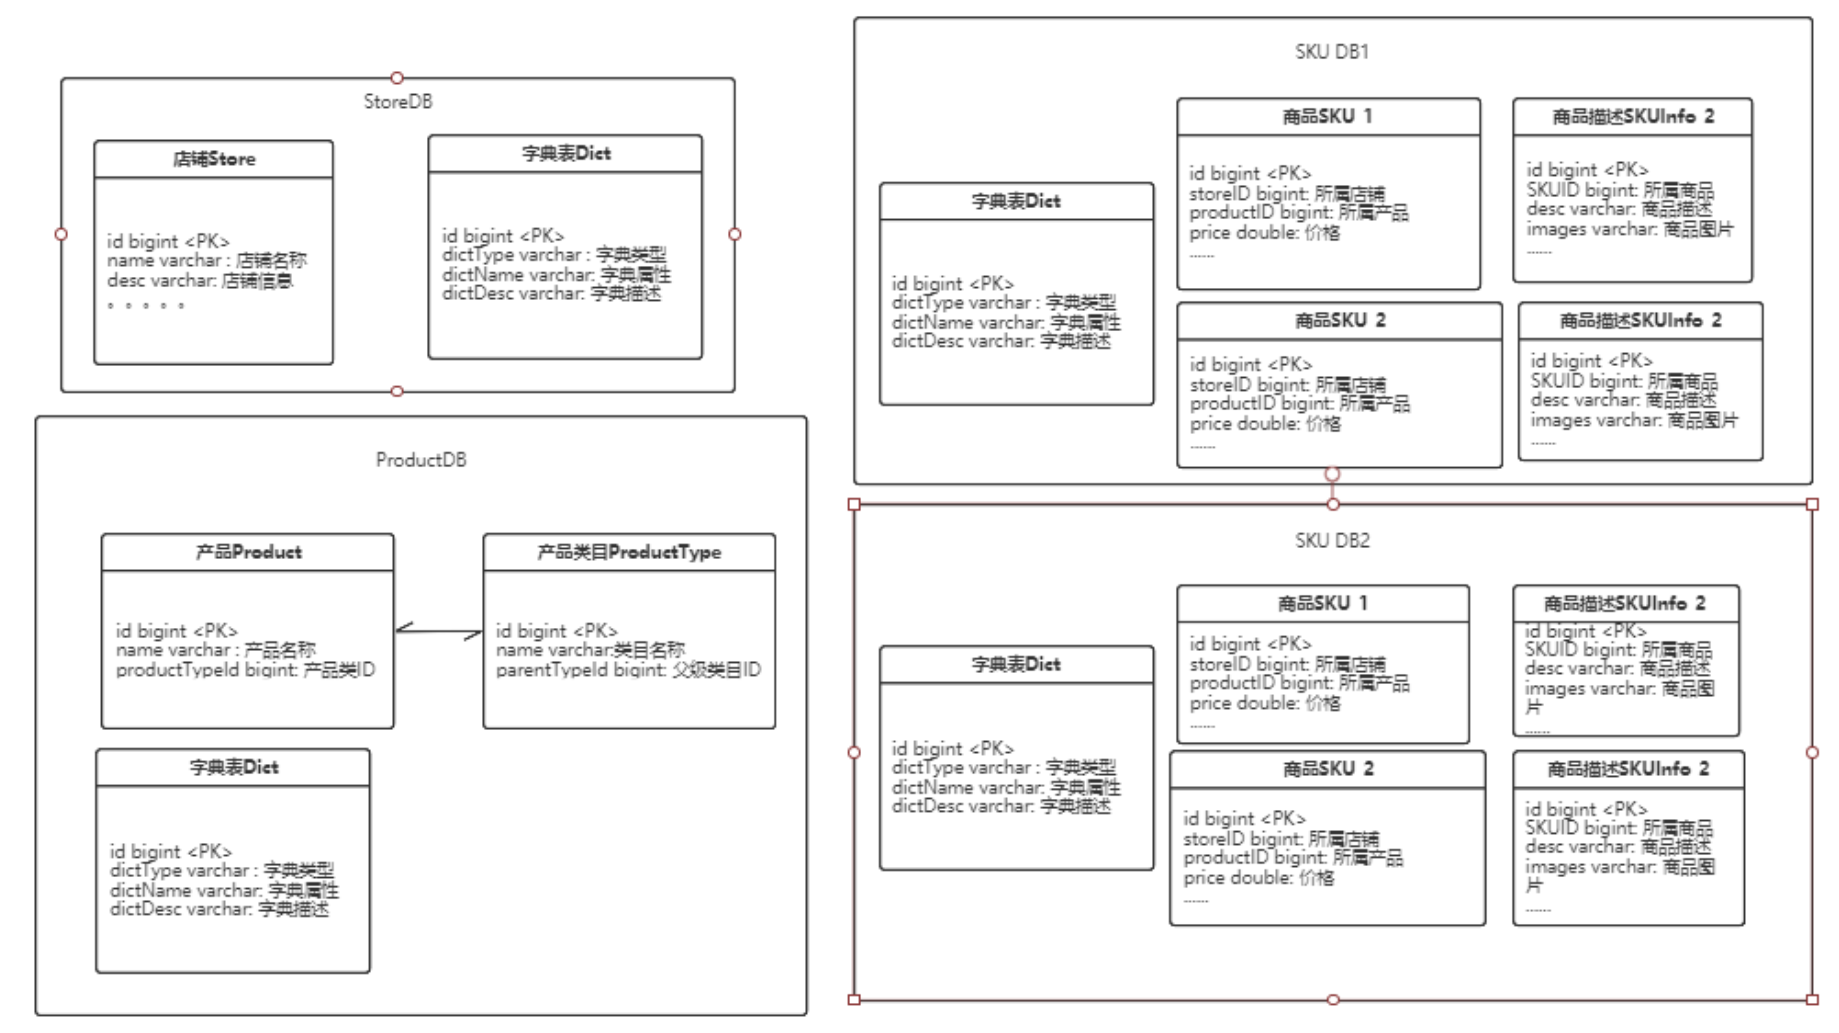 StoreDB
店铺Store
id bigint <PK>
name varchar : 店铺名称
desc varchar: 店铺信息
。。。。。
字典表Dict
id bigint <PK>
dictType varchar : 字典类型
dictName varchar: 字典属性
dictDesc varchar: 字典描述
ProductDB
产品Product
id bigint <PK>
name varchar : 产品名称
productTypeId bigint: 产品类ID
产品类目ProductType
id bigint <PK>
name varchar:类目名称
parentTypeId bigint: 父级类目ID
字典表Dict
id bigint <PK>
dictType varchar : 字典类型
dictName varchar: 字典属性
dictDesc varchar: 字典描述
SKU DB1
字典表Dict
id bigint <PK>
dictType varchar : 字典类型
dictName varchar: 字典属性
dictDesc varchar: 字典描述
商品SKU 1
id bigint <PK>
storeID bigint: 所属店铺
productID bigint: 所属产品
price double: 价格
......
商品描述SKUInfo 2
id bigint <PK>
SKUID bigint: 所属商品
desc varchar: 商品描述
images varchar: 商品图片
......
商品SKU 2
id bigint <PK>
storeID bigint: 所属店铺
productID bigint: 所属产品
price double: 价格
......
商品描述SKUInfo 2
id bigint <PK>
SKUID bigint: 所属商品
desc varchar: 商品描述
images varchar: 商品图片
......
SKU DB2
字典表Dict
id bigint <PK>
dictType varchar : 字典类型
dictName varchar: 字典属性
dictDesc varchar: 字典描述
商品SKU 1
id bigint <PK>
storeID bigint: 所属店铺
productID bigint: 所属产品
price double: 价格
......
商品描述SKUInfo 2
id bigint <PK>
SKUID bigint: 所属商品
desc varchar: 商品描述
images varchar: 商品图
片
......
商品SKU 2
id bigint <PK>
storeID bigint: 所属店铺
productID bigint: 所属产品
price double: 价格
......
商品描述SKUInfo 2
id bigint <PK>
SKUID bigint: 所属商品
desc varchar: 商品描述
images varchar: 商品图
片
......